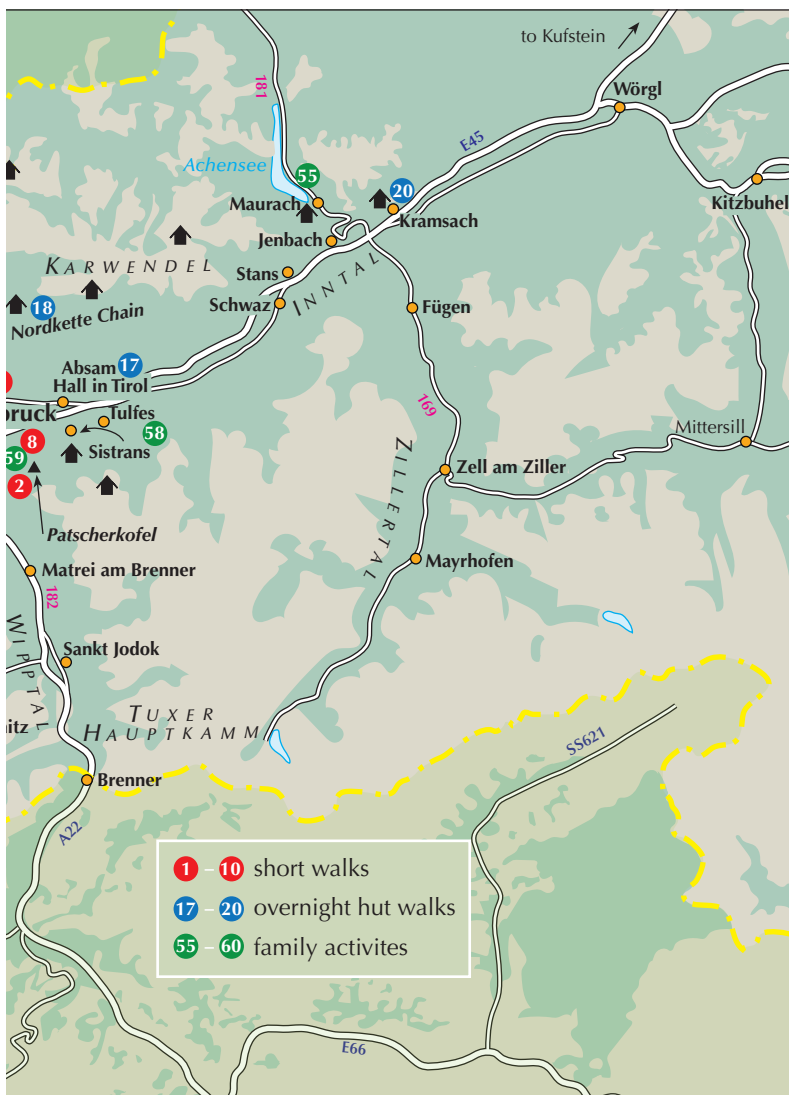 to Kufstein
Wörgl
181
E45
Achensee
55
20
Maurach
Kramsach
Kitzbuhel
Jenbach
KARWENDEL
Stans
INNTAL
18
Schwaz
Fügen
Nordkette Chain
Absam 17
Hall in Tirol
169
bruck
Tulfes
8
58
Mittersill
59
Sistrans
ZILLERTAL
Zell am Ziller
2
Patscherkofel
Mayrhofen
Matrei am Brenner
182
WIPPTAL
Sankt Jodok
TUXER
HAUPTKAMM
itz
SS621
Brenner
A22
1 – 10 short walks
17 – 20 overnight hut walks
55 – 60 family activites
E66